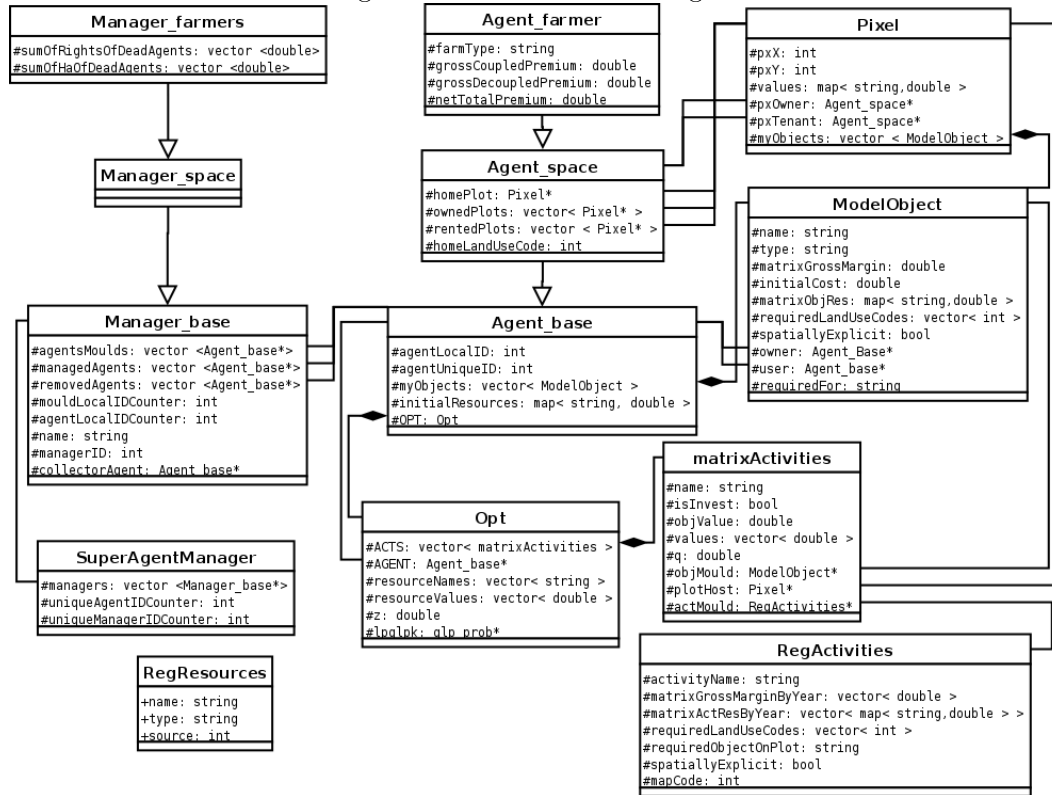 Manager_farmers
#sumOfRightsOfDeadAgents: vector <double>
#sumOfHaOfDeadAgents: vector <double>
Agent_farmer
#farmType: string
#grossCoupledPremium: double
#grossDecoupledPremium: double
#netTotalPremium: double
Pixel
#pxX: int
#pxY: int
#values: map< string,double >
#pxOwner: Agent_space*
#pxTenant: Agent_space*
#myObjects: vector < ModelObject >
Manager_space
Agent_space
#homePlot: Pixel*
#ownedPlots: vector< Pixel* >
#rentedPlots: vector < Pixel* >
#homeLandUseCode: int
ModelObject
#name: string
#type: string
#matrixGrossMargin: double
#initialCost: double
#matrixObjRes: map< string,double >
#requiredLandUseCodes: vector< int >
#spatiallyExplicit: bool
#owner: Agent_Base*
#user: Agent_base*
#requiredFor: string
Manager_base
#agentsMoulds: vector <Agent_base*>
#managedAgents: vector <Agent_base*>
#removedAgents: vector <Agent_base*>
#mouldLocalIDCounter: int
#agentLocalIDCounter: int
#name: string
#managerID: int
#collectorAgent: Agent_base*
Agent_base
#agentLocalID: int
#agentUniqueID: int
#myObjects: vector< ModelObject >
#initialResources: map< string, double >
#OPT: Opt
matrixActivities
#name: string
#isInvest: bool
#objValue: double
#values: vector< double >
#q: double
#objMould: ModelObject*
#plotHost: Pixel*
#actMould: RegActivities*
Opt
#ACTS: vector< matrixActivities >
#AGENT: Agent_base*
#resourceNames: vector< string >
#resourceValues: vector< double >
#z: double
#lpglpk: glp_prob*
SuperAgentManager
#managers: vector <Manager_base*>
#uniqueAgentIDCounter: int
#uniqueManagerIDCounter: int
RegResources
+name: string
+type: string
+source: int
RegActivities
#activityName: string
#matrixGrossMarginByYear: vector< double >
#matrixActResByYear: vector< map< string,double > >
#requiredLandUseCodes: vector< int >
#requiredObjectOnPlot: string
#spatiallyExplicit: bool
#mapCode: int